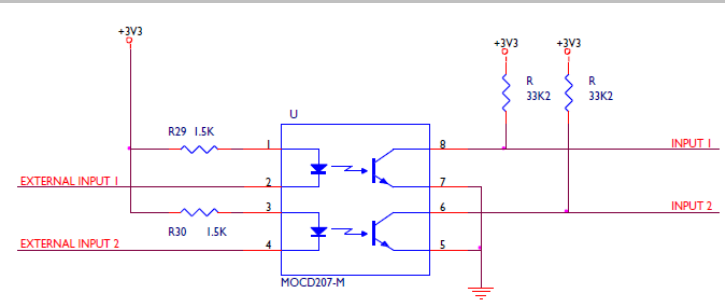 +3V3
+3V3
+3V3
R
33K2
R
33K2
U
R29 1.5K
1
8
INPUT 1
EXTERNAL INPUT 1
2
7
3
6
INPUT 2
R30 1.5K
EXTERNAL INPUT 2
4
5
MOCD207-M